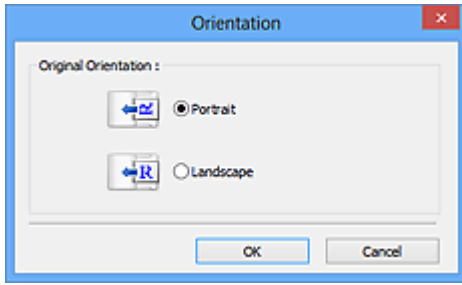 Orientation
Original Orientation :
R
Portrait
R
Landscape
OK
Cancel